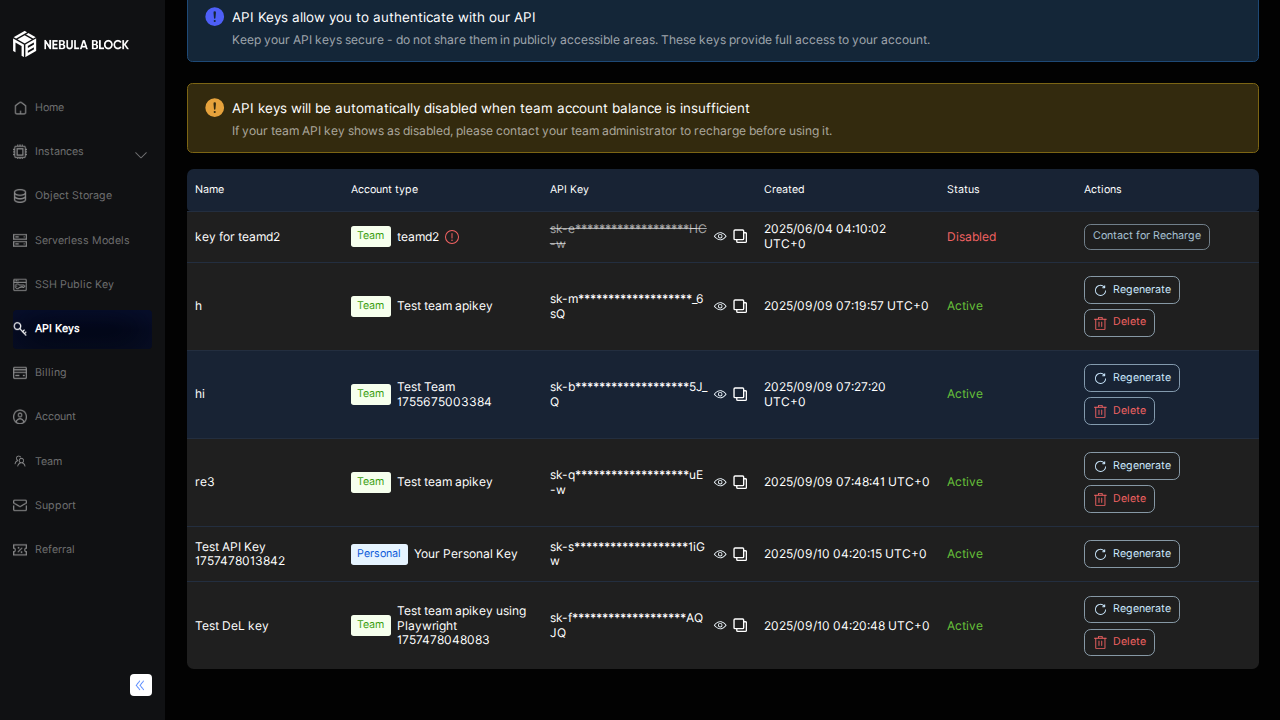 API Keys allow you to authenticate with our API
Keep your API keys secure - do not share them in publicly accessible areas. These keys provide full access to your account.
NEBULA BLOCK
Home
Instances
Object Storage
Serverless Models
SSH Public Key
API Keys
Billing
Account
Team
Support
Referral
API keys will be automatically disabled when team account balance is insufficient
If your team API key shows as disabled, please contact your team administrator to recharge before using it.
Name Account type API Key Created Status Actions
key for teamd2 Team teamd2 sk-e********************HC 2025/06/04 04:10:02 Disabled Contact for Recharge
-w UTC+0
h Team Test team apikey sk-m*******************_6 2025/09/09 07:19:57 UTC+0 Active Regenerate
sQ Delete
hi Team Test Team sk-b*******************5J_ 2025/09/09 07:27:20 Active Regenerate
1755675003384 Q UTC+0 Delete
re3 Team Test team apikey sk-q*******************uE 2025/09/09 07:48:41 UTC+0 Active Regenerate
-w Delete
Test API Key Personal Your Personal Key sk-s*******************1iG 2025/09/10 04:20:15 UTC+0 Active Regenerate
1757478013842 w
Test DeL key Team Test team apikey using sk-f*******************AQ 2025/09/10 04:20:48 UTC+0 Active Regenerate
Playwright JQ Delete
1757478048083